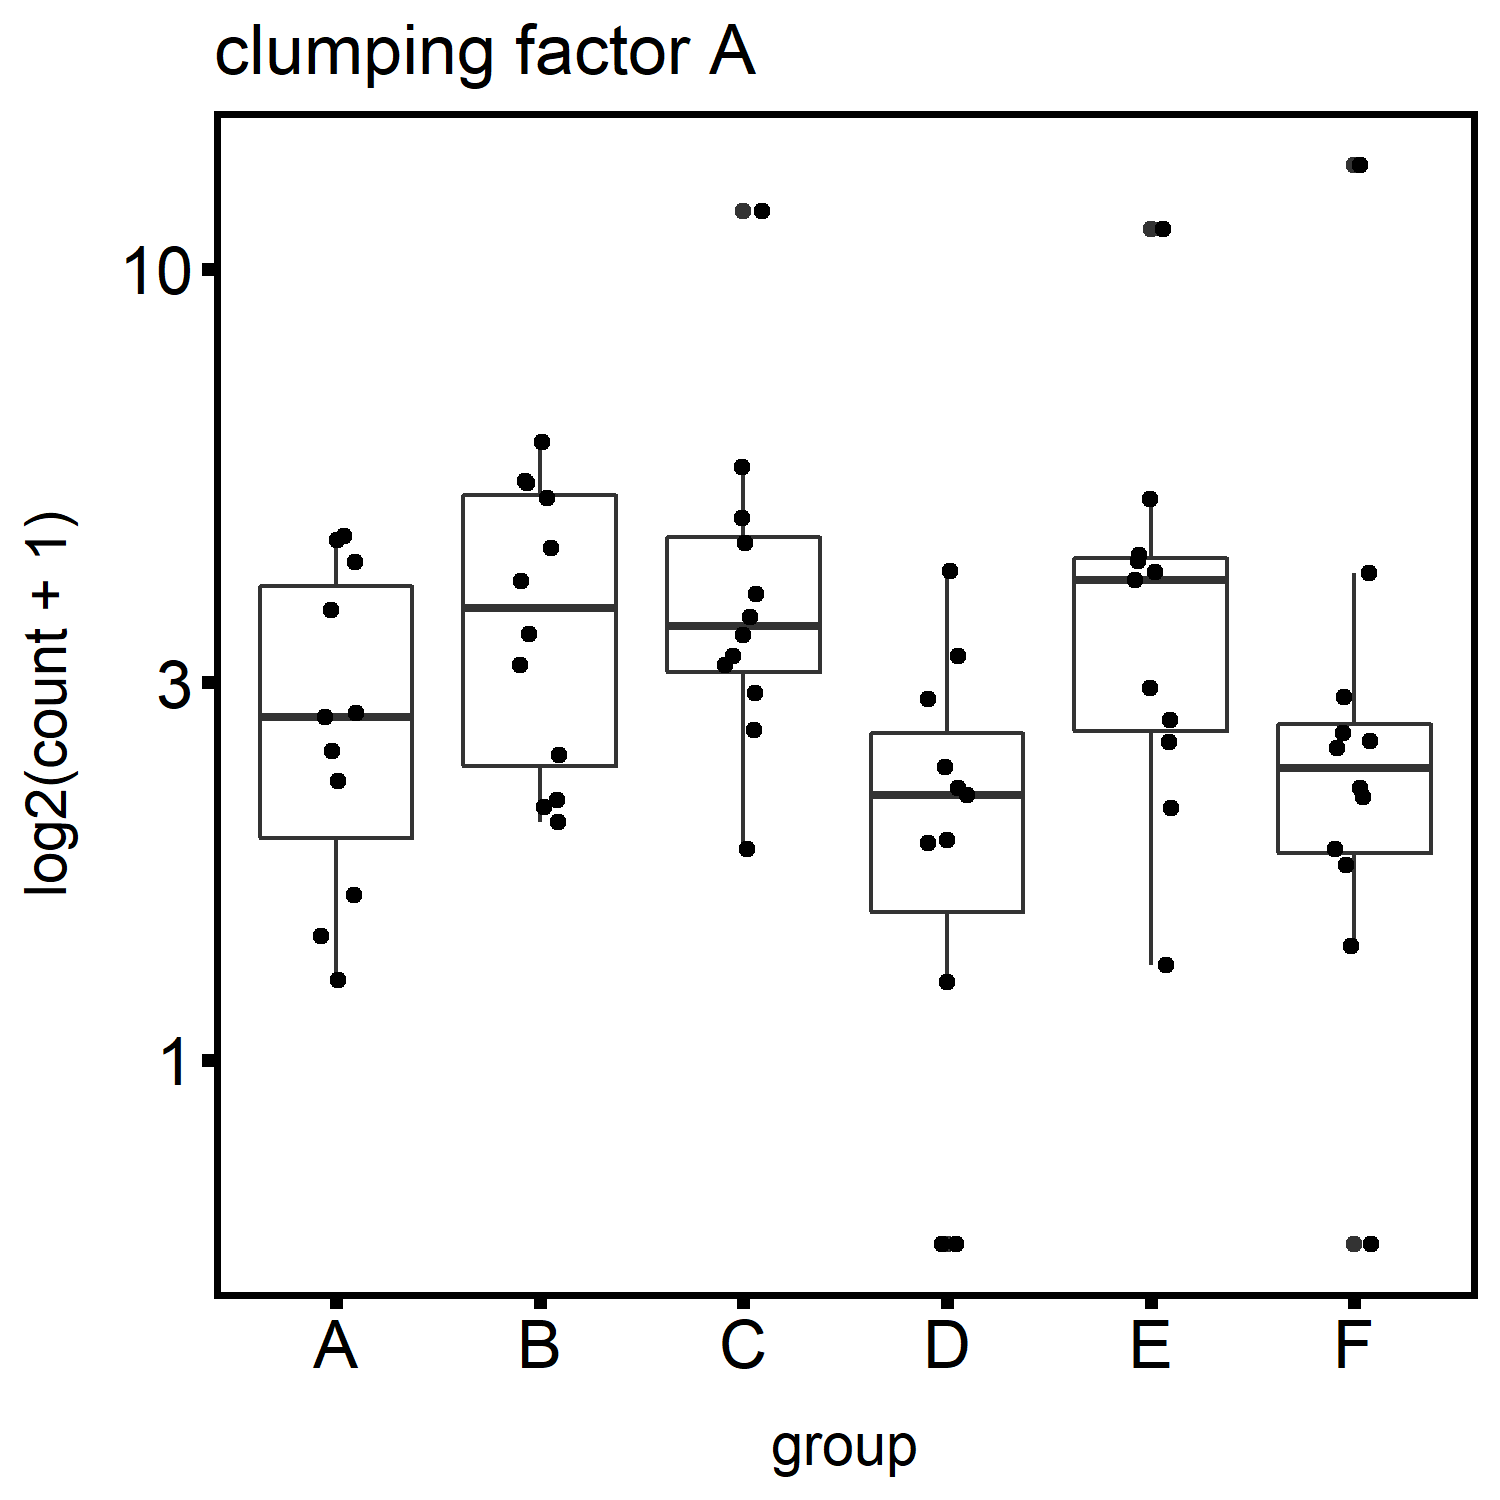 clumping factor A
log2(count + 1)
10
3
1
A B C D E F
group